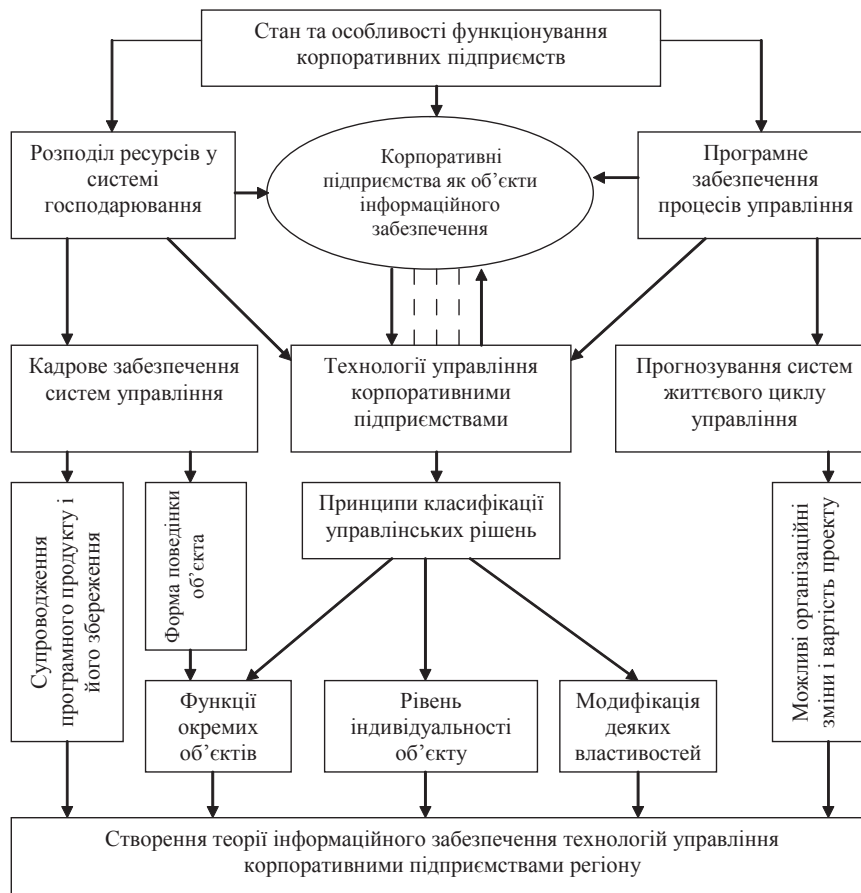 Стан та особливості функціонування
корпоративних підприємств
Розподіл ресурсів у
системі
господарювання
Корпоративні
підприємства як об’єкти
інформаційного
забезпечення
Програмне
забезпечення
процесів управління
Кадрове забезпечення
систем управління
Технології управління
корпоративними
підприємствами
Прогнозування систем
життєвого циклу
управління
Супроводження
програмного продукту і
його збереження
Форма поведінки
об’єкта
Принципи класифікації
управлінських рішень
Можливі організаційні
зміни і вартість проекту
Функції
окремих
об’єктів
Рівень
індивідуальності
об’єкту
Модифікація
деяких
властивостей
Створення теорії інформаційного забезпечення технологій управління
корпоративними підприємствами регіону